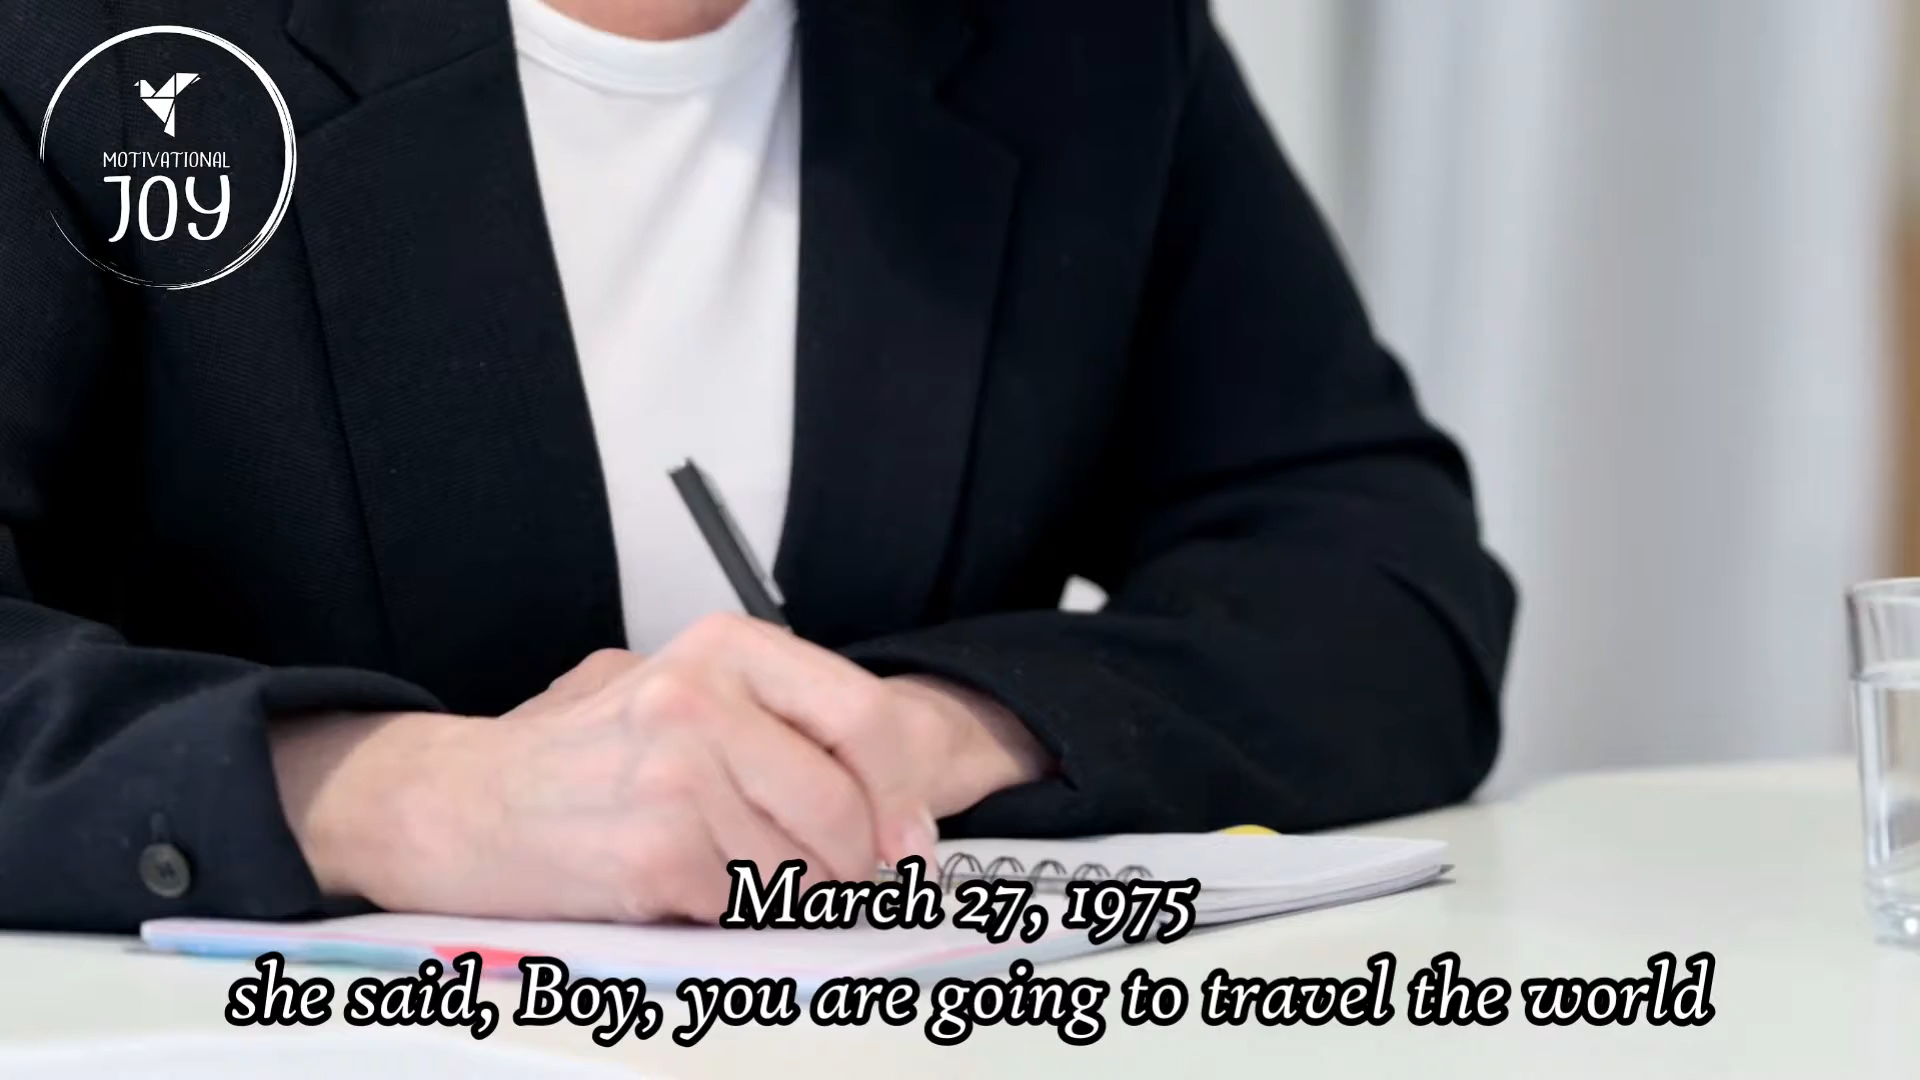 MOTIVATIONAL
JOY
March 27, 1975
she said, Boy, you are going to travel the world